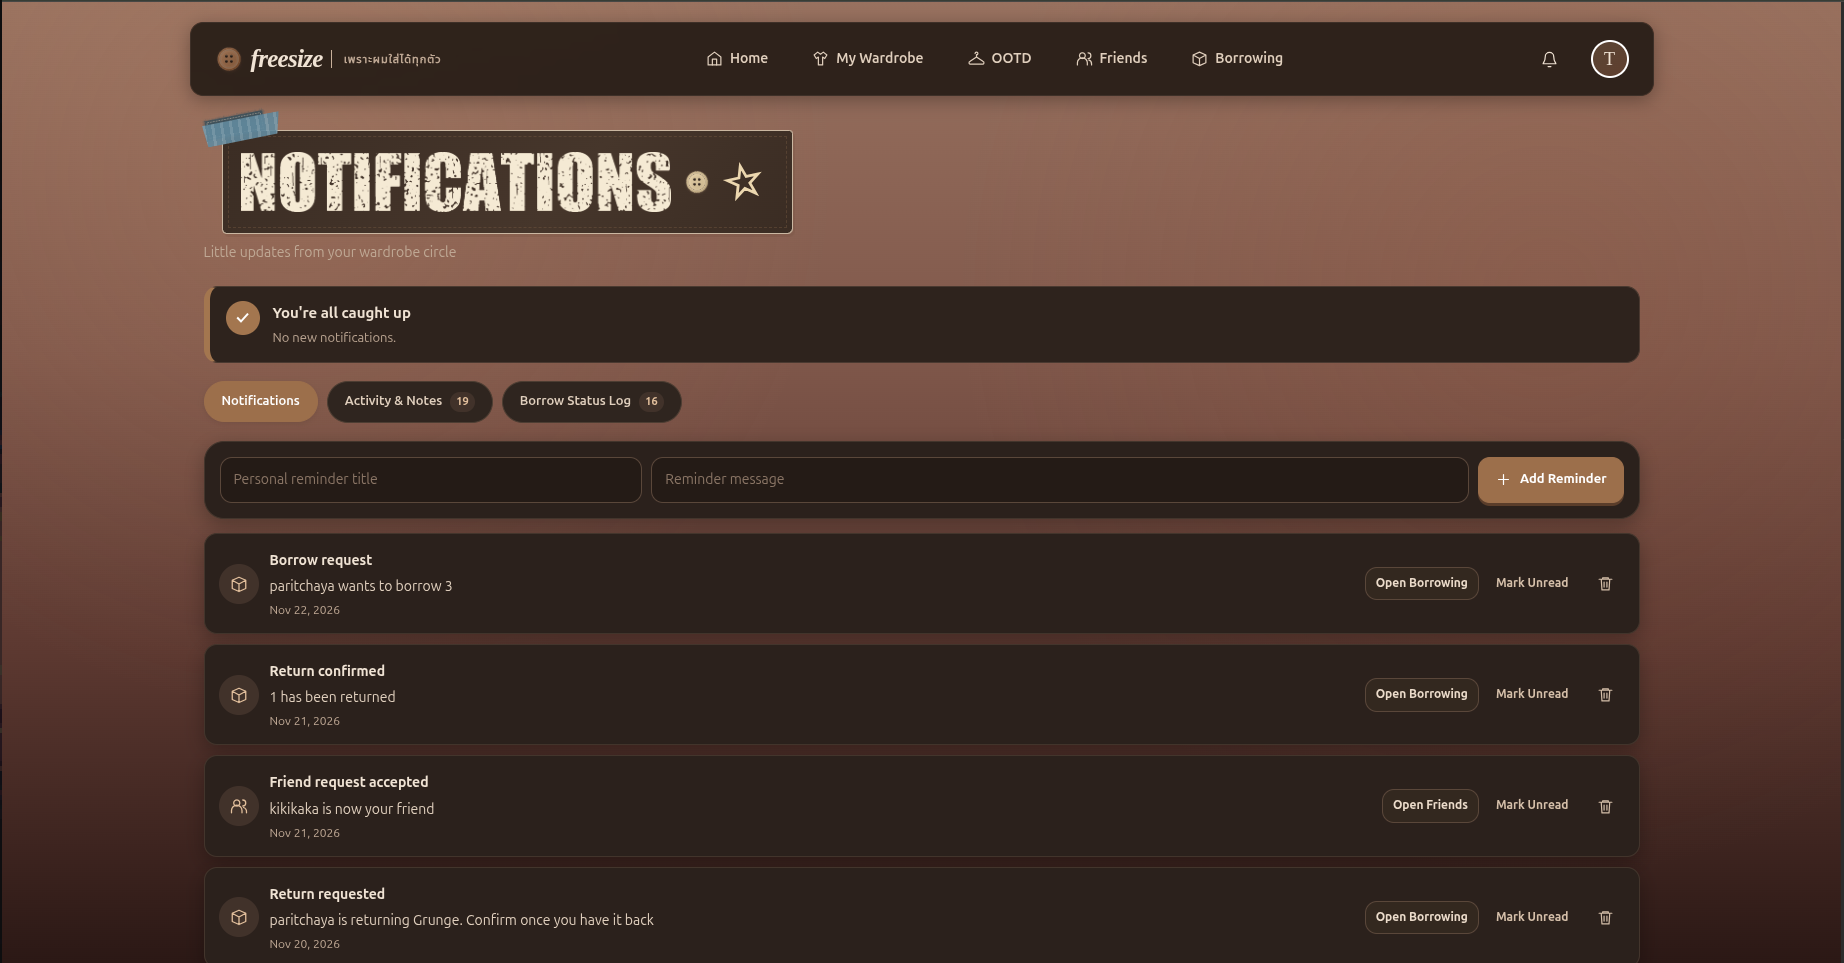 freesize | เพราะผมใส่ได้ทุกตัว
Home
My Wardrobe
OOTD
Friends
Borrowing
T
NOTIFICATIONS
Little updates from your wardrobe circle
You're all caught up
No new notifications.
Notifications
Activity & Notes 19
Borrow Status Log 16
Personal reminder title
Reminder message
+ Add Reminder
Borrow request
paritchaya wants to borrow 3
Nov 22, 2026
Open Borrowing
Mark Unread
Return confirmed
1 has been returned
Nov 21, 2026
Open Borrowing
Mark Unread
Friend request accepted
kikikaka is now your friend
Nov 21, 2026
Open Friends
Mark Unread
Return requested
paritchaya is returning Grunge. Confirm once you have it back
Nov 20, 2026
Open Borrowing
Mark Unread